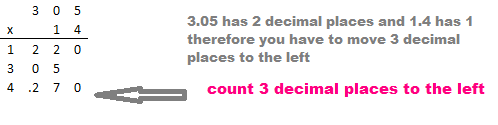 3 0 5
x 1 4
1 2 2 0
3 0 5
4 .2 7 0
3.05 has 2 decimal places and 1.4 has 1
therefore you have to move 3 decimal
places to the left
count 3 decimal places to the left